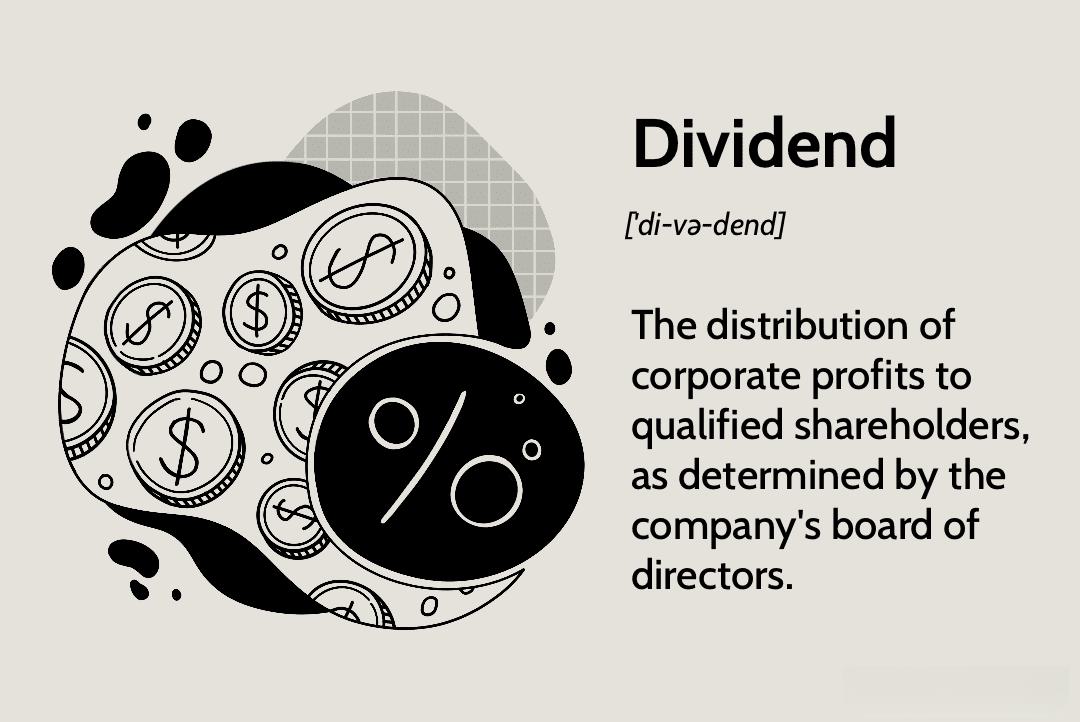 Dividend
['di-və-dend]
The distribution of
corporate profits to
qualified shareholders,
as determined by the
company's board of
directors.
$
$
$
$
$
$
$
%